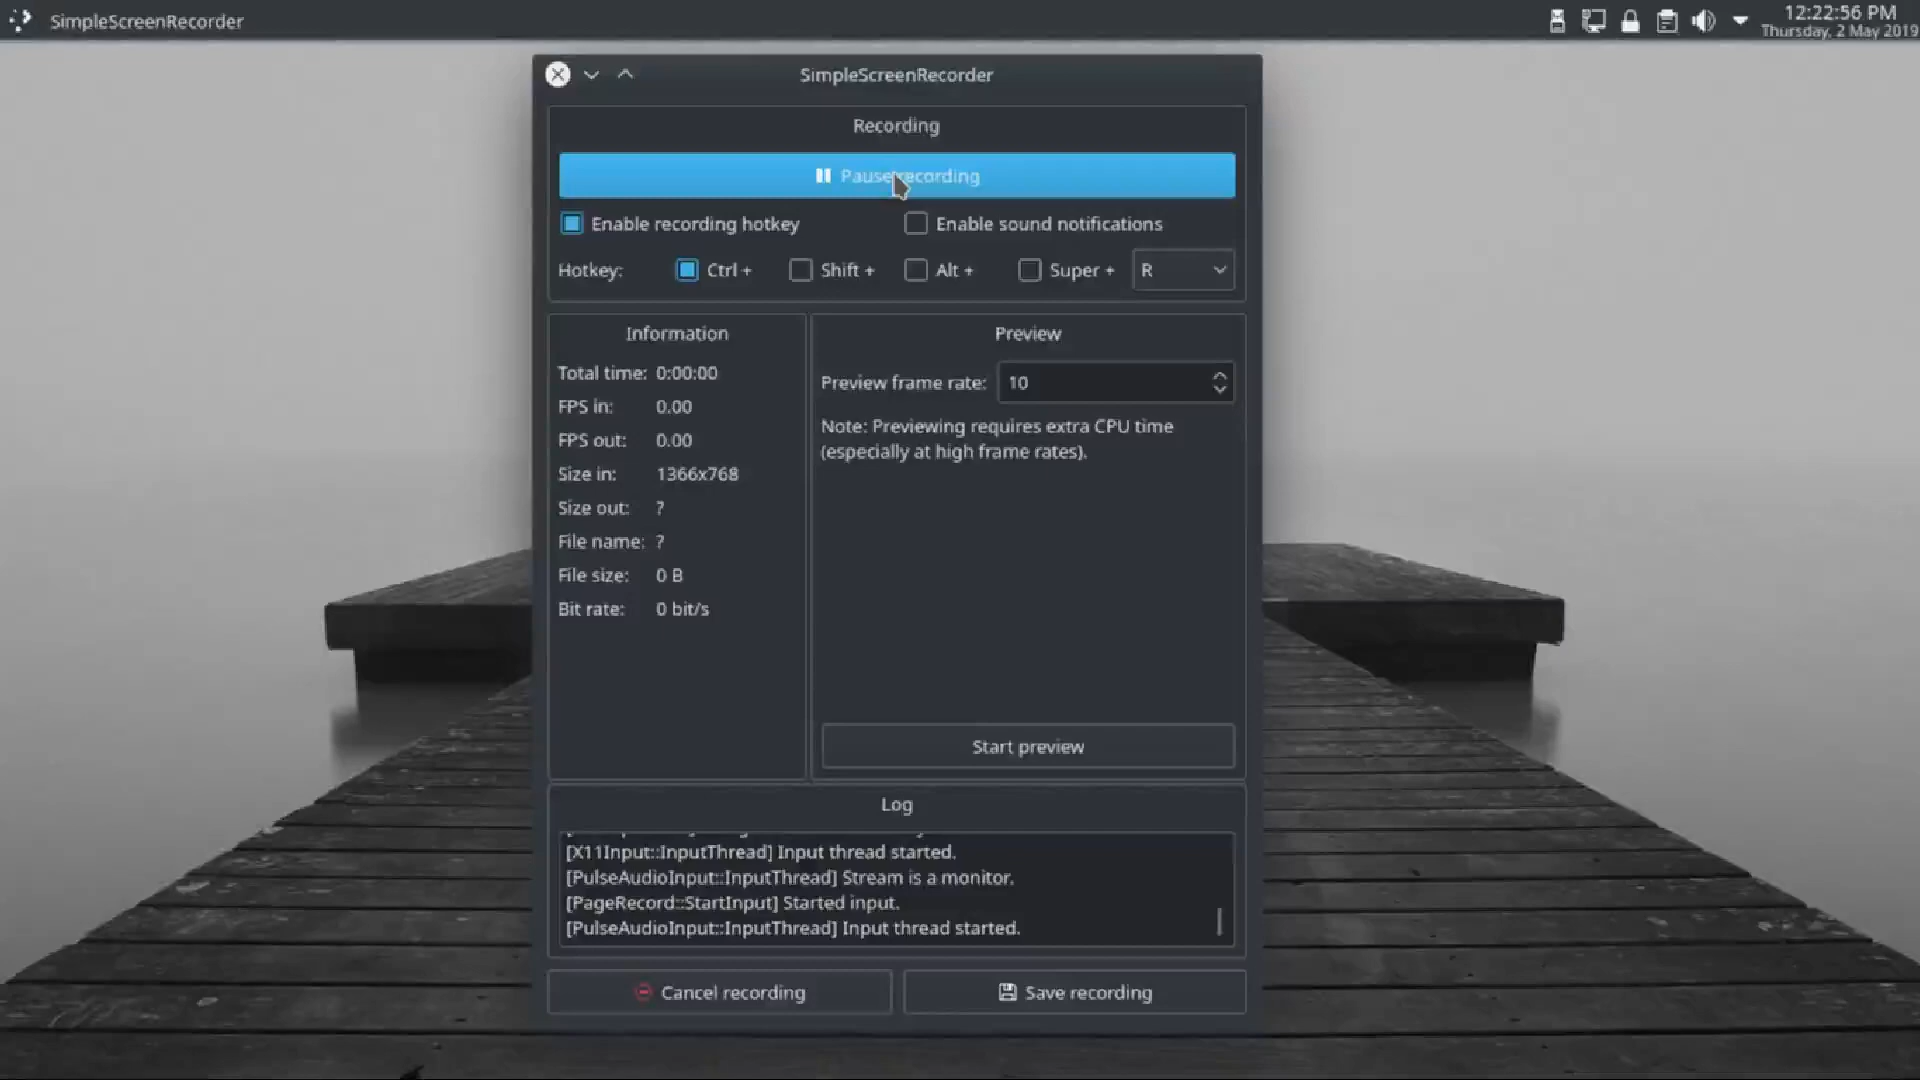 SimpleScreenRecorder
12:22:56 PM
Thursday, 2 May 2019
SimpleScreenRecorder
Recording
Pause recording
Enable recording hotkey
Enable sound notifications
Hotkey: Ctrl + Shift + Alt + Super + R
Information
Total time: 0:00:00
FPS in: 0.00
FPS out: 0.00
Size in: 1366x768
Size out: ?
File name: ?
File size: 0 B
Bit rate: 0 bit/s
Preview
Preview frame rate: 10
Note: Previewing requires extra CPU time
(especially at high frame rates).
Start preview
Log
[X11Input::InputThread] Input thread started.
[PulseAudioInput::InputThread] Stream is a monitor.
[PageRecord::StartInput] Started input.
[PulseAudioInput::InputThread] Input thread started.
Cancel recording
Save recording